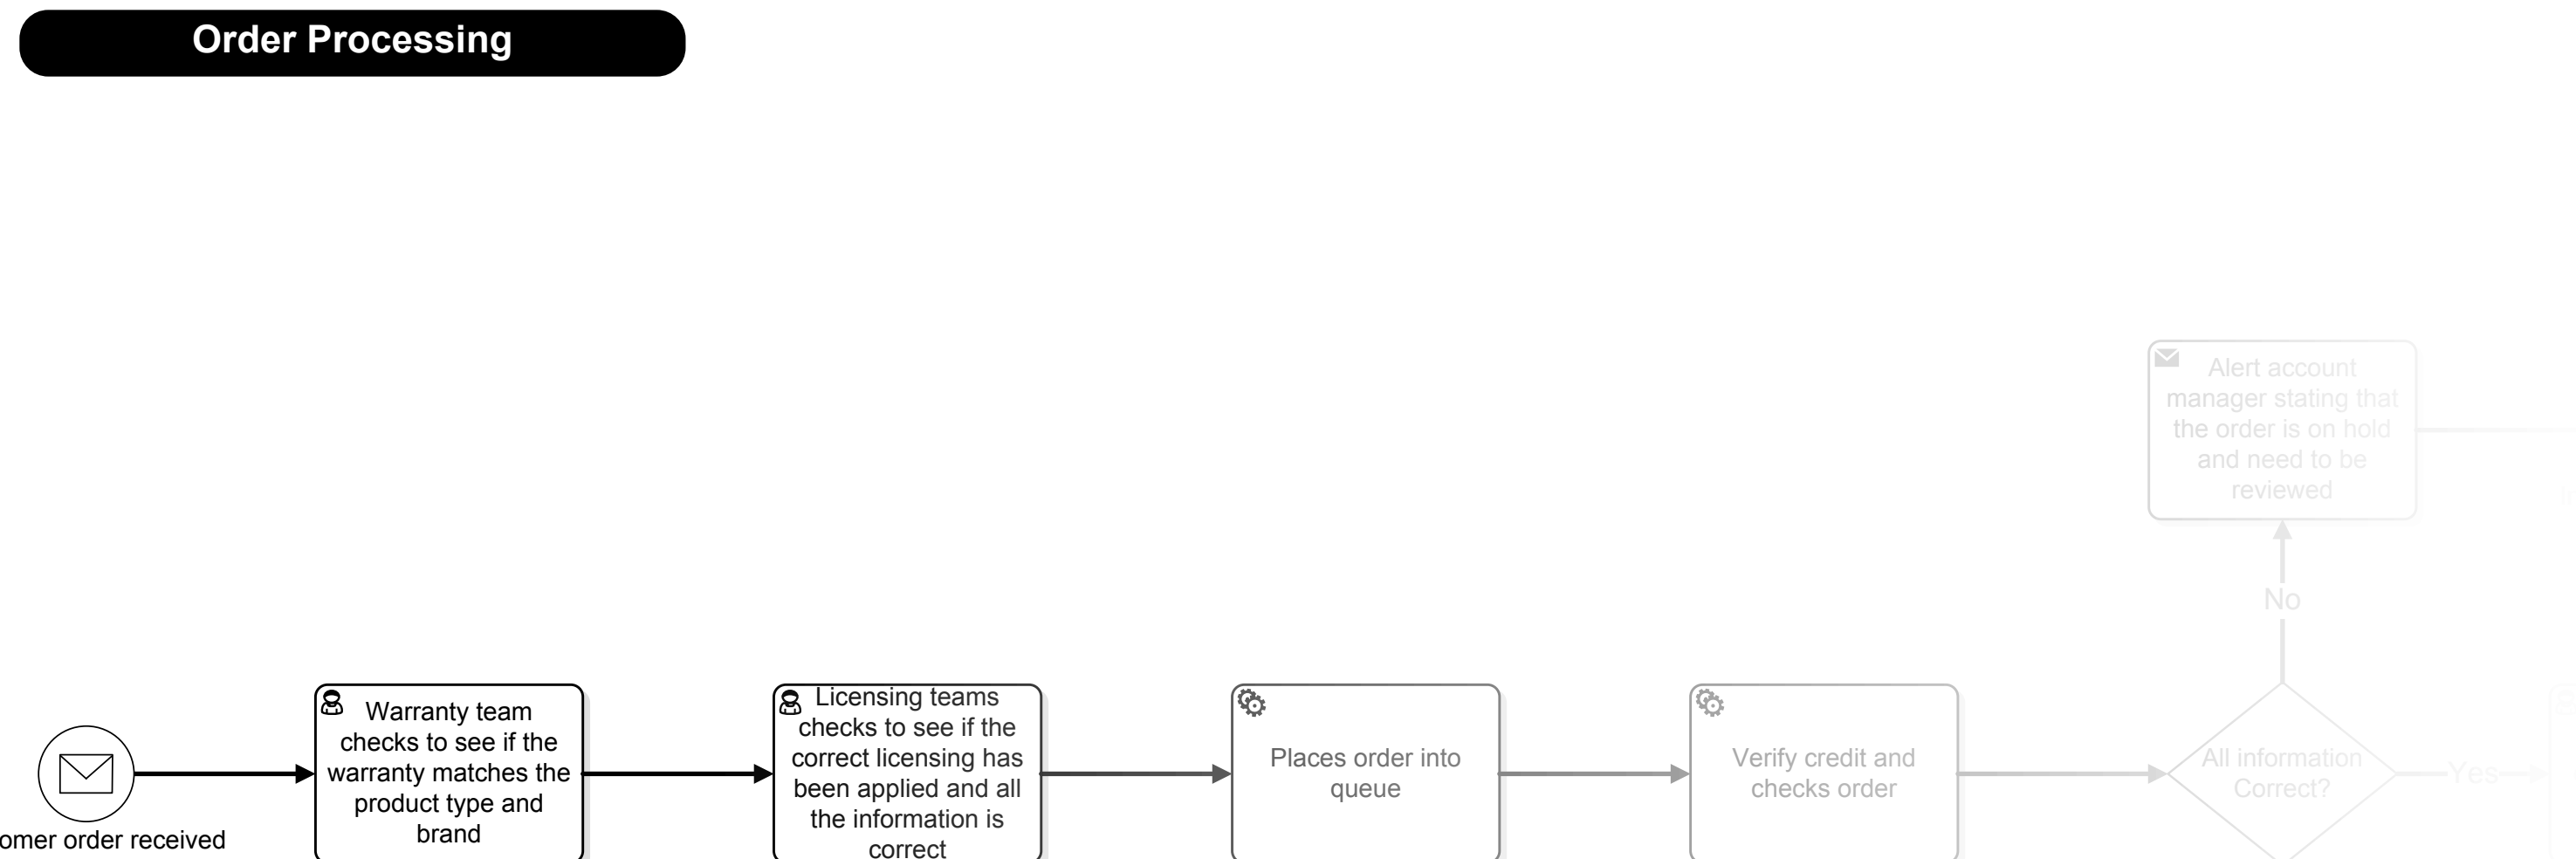 Order Processing
Alert account
manager stating that
the order is on hold
and need to be
reviewed
No
Warranty team
checks to see if the
warranty matches the
product type and
brand
Licensing teams
checks to see if the
correct licensing has
been applied and all
the information is
correct
Places order into
queue
Verify credit and
checks order
All information
Correct?
Yes
omer order received